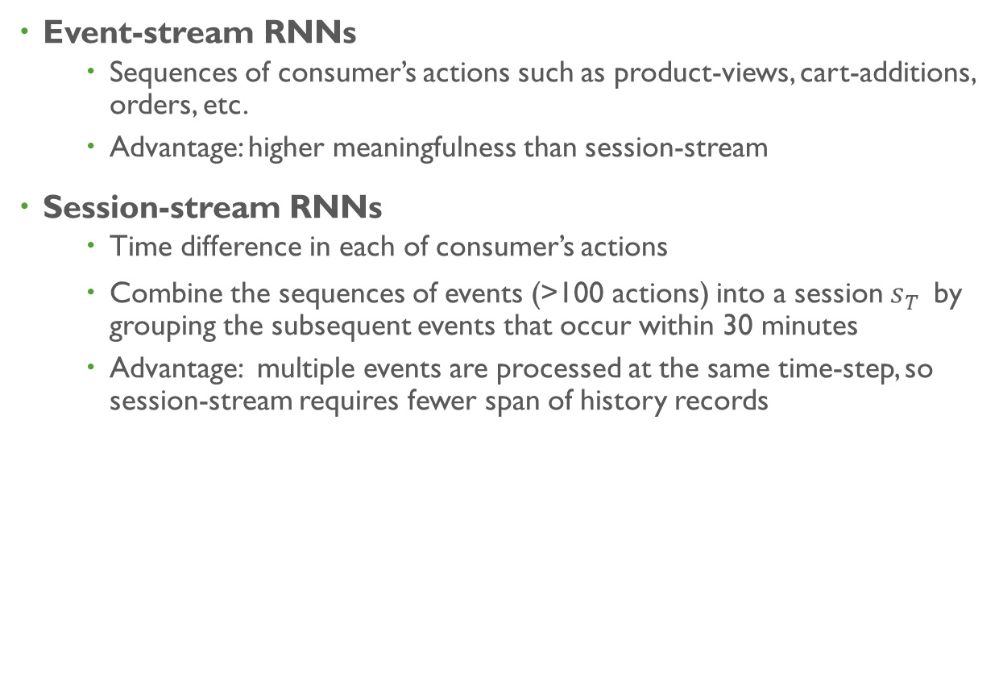 • Event-stream RNNs
• Sequences of consumer’s actions such as product-views, cart-additions,
orders, etc.
• Advantage: higher meaningfulness than session-stream
• Session-stream RNNs
• Time difference in each of consumer’s actions
• Combine the sequences of events (>100 actions) into a session s_T by
grouping the subsequent events that occur within 30 minutes
• Advantage: multiple events are processed at the same time-step, so
session-stream requires fewer span of history records